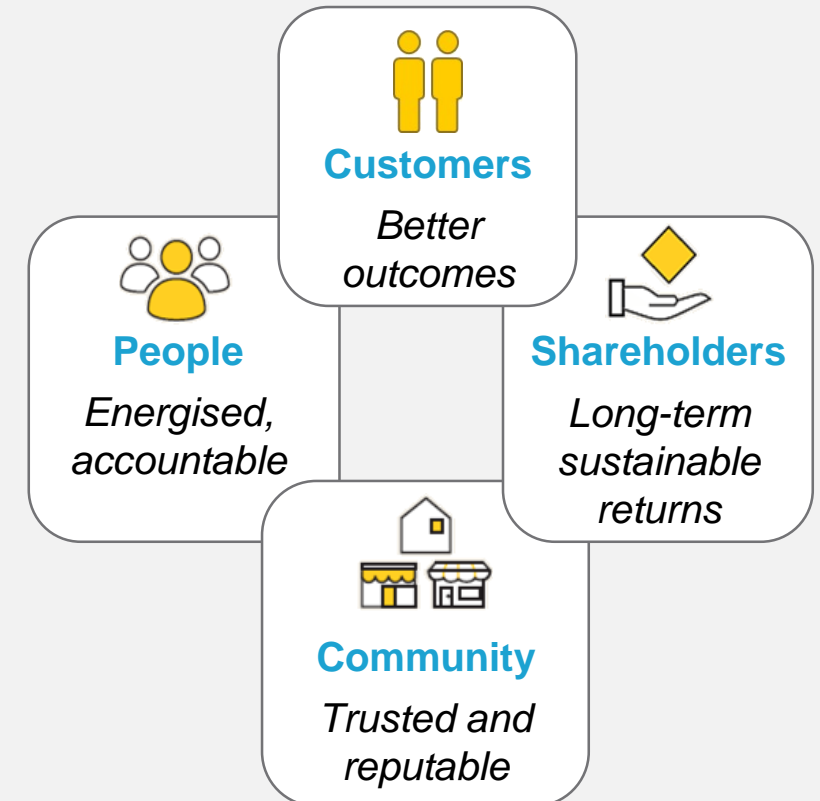 Customers
Better
outcomes
People
Energised,
accountable
Shareholders
Long-term
sustainable
returns
Community
Trusted and
reputable